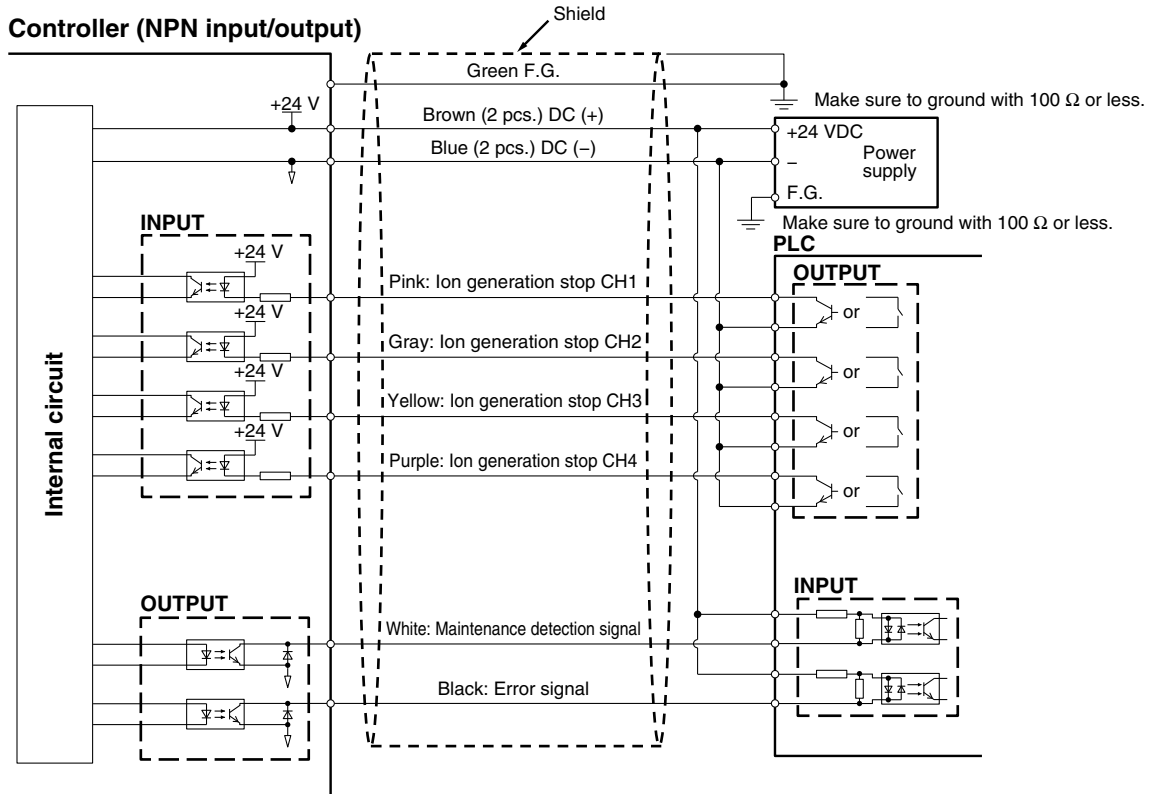 Shield
Controller (NPN input/output)
Green F.G.
Make sure to ground with 100 Ω or less.
+24 V
Brown (2 pcs.) DC (+)
+24 VDC
Blue (2 pcs.) DC (−)
−
Power
supply
F.G.
Make sure to ground with 100 Ω or less.
INPUT
PLC
+24 V
OUTPUT
Pink: Ion generation stop CH1
or
+24 V
Gray: Ion generation stop CH2
or
+24 V
Yellow: Ion generation stop CH3
or
+24 V
Purple: Ion generation stop CH4
or
Internal circuit
INPUT
OUTPUT
White: Maintenance detection signal
Black: Error signal